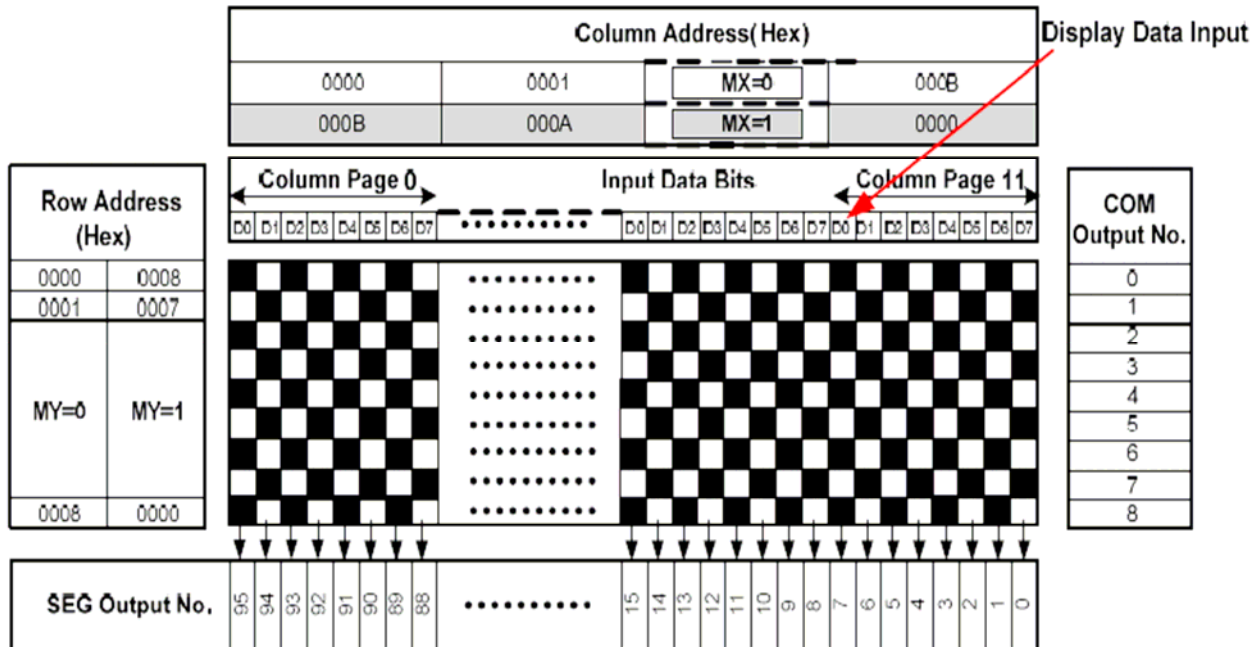 Column Address(Hex)
Display Data Input
0000 0001 MX=0 000B
000B 000A MX=1 0000
Column Page 0 Input Data Bits Column Page 11
D0 D1 D2 D3 D4 D5 D6 D7 .......... D0 D1 D2 D3 D4 D5 D6 D7 D0 D1 D2 D3 D4 D5 D6 D7
Row Address
(Hex)
COM
Output No.
0000 0008 0
0001 0007 1
2
3
MY=0 MY=1 4
5
6
7
0008 0000 8
SEG Output No. 95 94 93 92 91 90 89 88 .......... 15 14 13 12 11 10 9 8 7 6 5 4 3 2 1 0